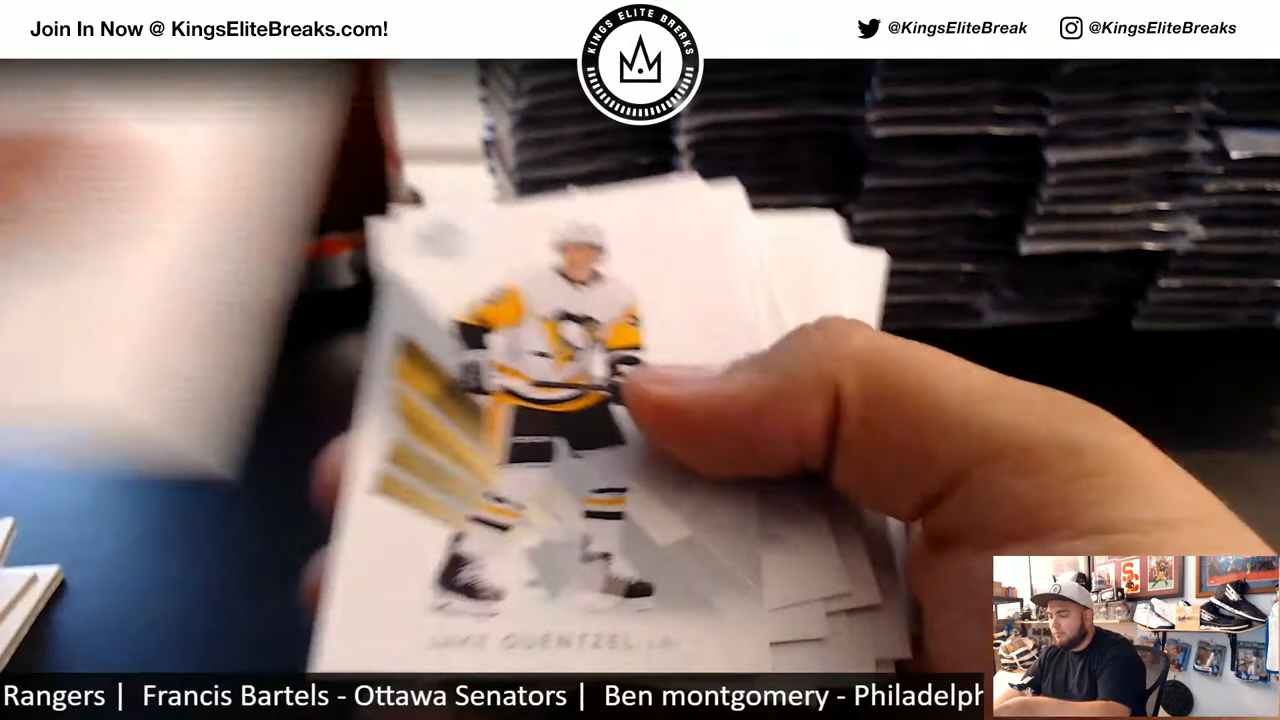 Join In Now @ KingsEliteBreaks.com!
KINGS ELITE BREAKS
@KingsEliteBreak
@KingsEliteBreaks
GUENTZEL
Rangers | Francis Bartels - Ottawa Senators | Ben montgomery - Philadelph